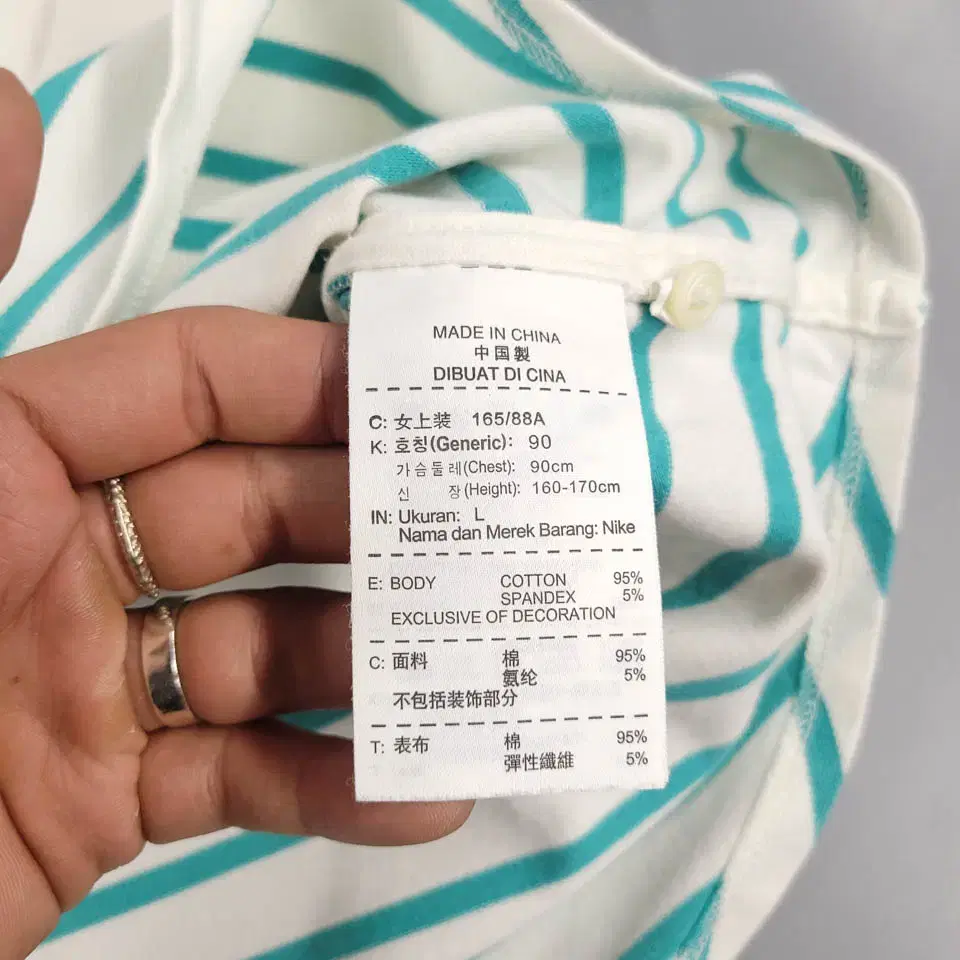 MADE IN CHINA
中国製
DIBUAT DI CINA
C: 女上装 165/88A
K: 호칭(Generic): 90
가슴둘레(Chest): 90cm
신 장(Height): 160-170cm
IN: Ukuran: L
Nama dan Merek Barang: Nike
E: BODY COTTON 95%
SPANDEX 5%
EXCLUSIVE OF DECORATION
C: 面料 棉 95%
氨纶 5%
不包括装饰部分
T: 表布 棉 95%
彈性纖維 5%